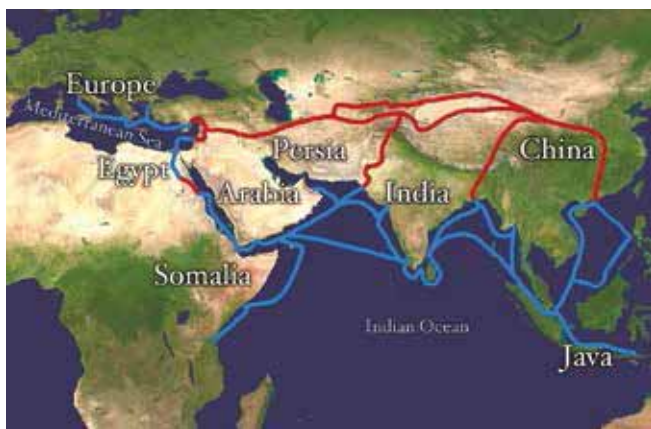 Europe
Mediterranean Sea
Egypt
Persia
China
Arabia
India
Somalia
Indian Ocean
Java